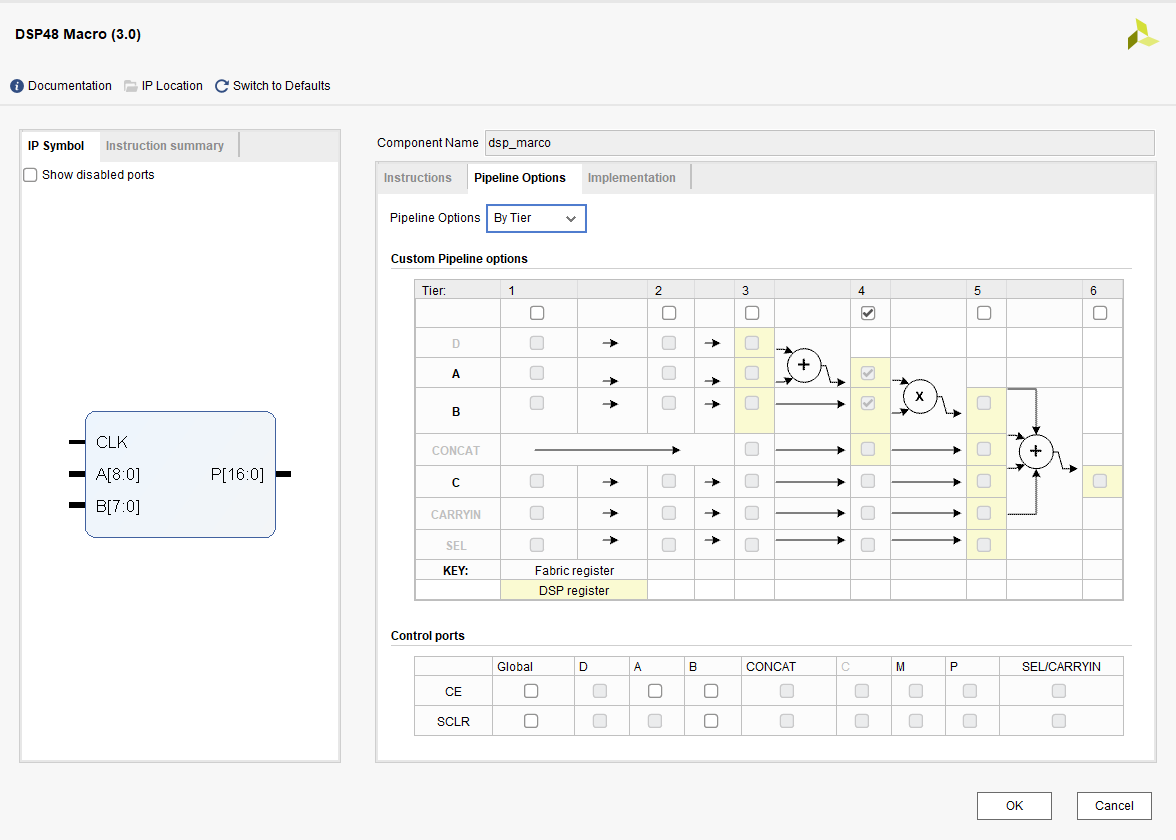 DSP48 Macro (3.0)
Documentation IP Location Switch to Defaults
IP Symbol Instruction summary
Show disabled ports
CLK
A[8:0] P[16:0]
B[7:0]
Component Name dsp_marco
Instructions Pipeline Options Implementation
Pipeline Options By Tier
Custom Pipeline options
Tier: 1 2 3 4 5 6
D
+
A
X
B
CONCAT
+
C
CARRYIN
SEL
KEY: Fabric register
DSP register
Control ports
Global D A B CONCAT C M P SEL/CARRYIN
CE
SCLR
OK Cancel